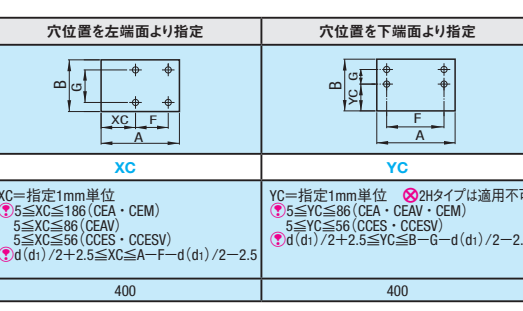 穴位置を左端面より指定
穴位置を下端面より指定
B
G
XC
F
A
B
G
YC
F
A
XC
YC
XC=指定1mm単位
5≦XC≦186(CEA・CEM)
5≦XC≦86(CEAV)
5≦XC≦56(CCES・CCESV)
d(d1)/2+2.5≦XC≦A-F-d(d1)/2-2.5
YC=指定1mm単位 2Hタイプは適用不可
5≦YC≦86(CEA・CEAV・CEM)
5≦YC≦56(CCES・CCESV)
d(d1)/2+2.5≦YC≦B-G-d(d1)/2-2.
400
400